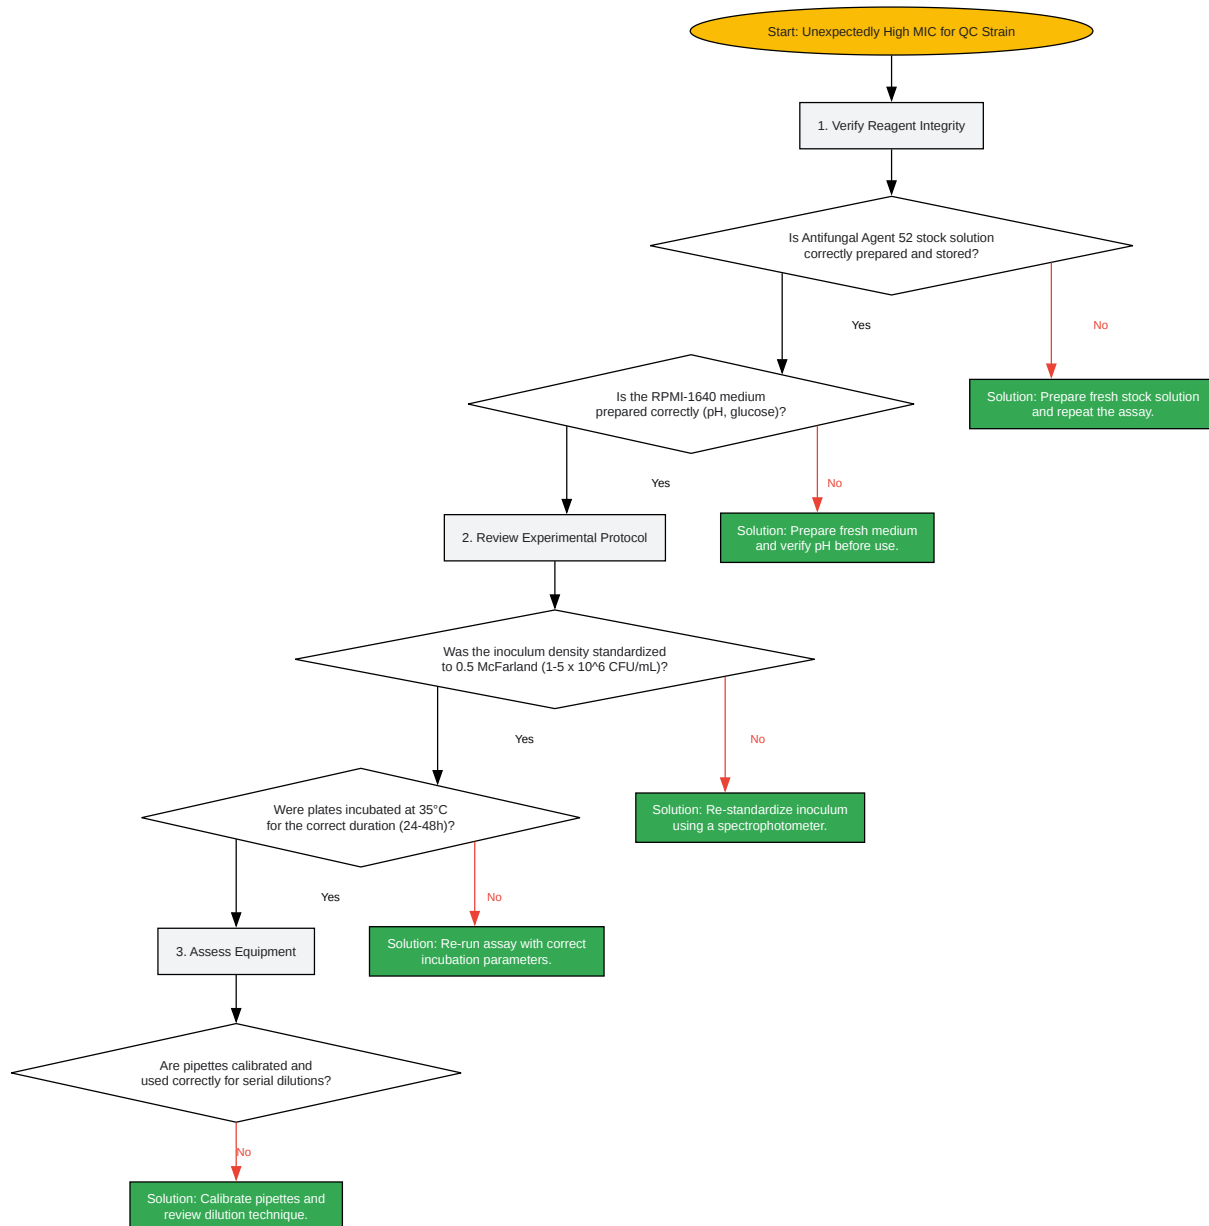 Start: Unexpectedly High MIC for QC Strain
1. Verify Reagent Integrity
Is Antifungal Agent 52 stock solution
correctly prepared and stored?
Yes
No
Is the RPMI-1640 medium
prepared correctly (pH, glucose)?
Solution: Prepare fresh stock solution
and repeat the assay.
Yes
No
2. Review Experimental Protocol
Solution: Prepare fresh medium
and verify pH before use.
Was the inoculum density standardized
to 0.5 McFarland (1-5 x 10^6 CFU/mL)?
Yes
No
Were plates incubated at 35°C
for the correct duration (24-48h)?
Solution: Re-standardize inoculum
using a spectrophotometer.
Yes
No
3. Assess Equipment
Solution: Re-run assay with correct
incubation parameters.
Are pipettes calibrated and
used correctly for serial dilutions?
No
Solution: Calibrate pipettes and
review dilution technique.